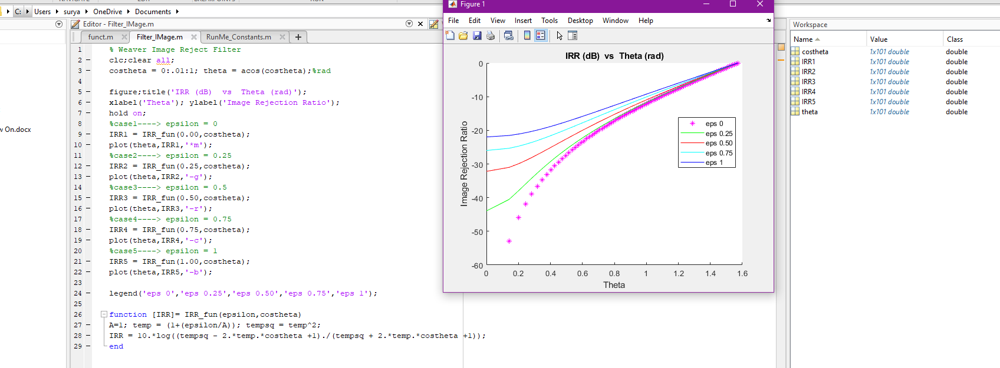 C: Users surya OneDrive Documents
w On.docx
Editor - Filter_IMage.m
funct.m Filter_IMage.m RunMe_Constants.m +
1 % Weaver Image Reject Filter
2 clc;clear all;
3 costheta = 0:.01:1; theta = acos(costheta);%rad
4
5 figure;title('IRR (dB)  vs  Theta (rad)');
6 xlabel('Theta'); ylabel('Image Rejection Ratio');
7 hold on;
8 %case1----> epsilon = 0
9 IRR1 = IRR_fun(0.00,costheta);
10 plot(theta,IRR1,'*m');
11 %case2----> epsilon = 0.25
12 IRR2 = IRR_fun(0.25,costheta);
13 plot(theta,IRR2,'-g');
14 %case3----> epsilon = 0.5
15 IRR3 = IRR_fun(0.50,costheta);
16 plot(theta,IRR3,'-r');
17 %case4----> epsilon = 0.75
18 IRR4 = IRR_fun(0.75,costheta);
19 plot(theta,IRR4,'-c');
20 %case5----> epsilon = 1
21 IRR5 = IRR_fun(1.00,costheta);
22 plot(theta,IRR5,'-b');
23
24 legend('eps 0','eps 0.25','eps 0.50','eps 0.75','eps 1');
25
26 function [IRR]= IRR_fun(epsilon,costheta)
27 A=1; temp = (1+(epsilon/A)); tempsq = temp^2;
28 IRR = 10.*log((tempsq - 2.*temp.*costheta +1)./(tempsq + 2.*temp.*costheta +1));
29 end
Figure 1
File Edit View Insert Tools Desktop Window Help
IRR (dB)  vs  Theta (rad)
0
-10
-20
-30
-40
-50
-60
Image Rejection Ratio
eps 0
eps 0.25
eps 0.50
eps 0.75
eps 1
0 0.2 0.4 0.6 0.8 1 1.2 1.4 1.6
Theta
Workspace
Name Value Class
costheta 1x101 double double
IRR1 1x101 double double
IRR2 1x101 double double
IRR3 1x101 double double
IRR4 1x101 double double
IRR5 1x101 double double
theta 1x101 double double